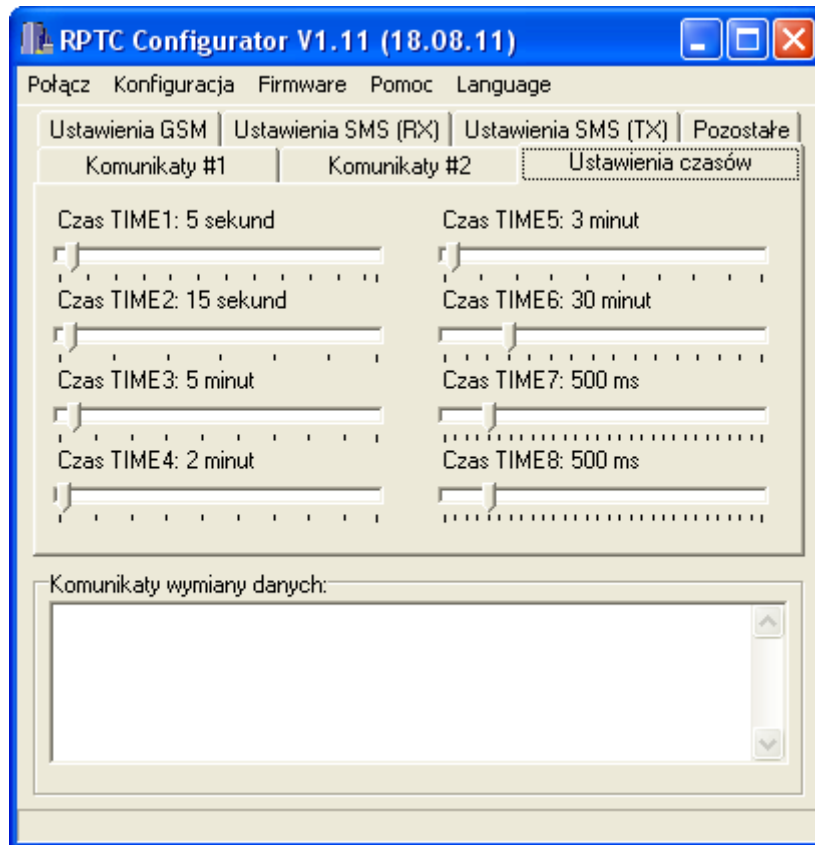 RPTC Configurator V1.11 (18.08.11)
Połącz Konfiguracja Firmware Pomoc Language
Ustawienia GSM Ustawienia SMS (RX) Ustawienia SMS (TX) Pozostałe
Komunikaty #1 Komunikaty #2 Ustawienia czasów
Czas TIME1: 5 sekund Czas TIME5: 3 minut
Czas TIME2: 15 sekund Czas TIME6: 30 minut
Czas TIME3: 5 minut Czas TIME7: 500 ms
Czas TIME4: 2 minut Czas TIME8: 500 ms
Komunikaty wymiany danych: